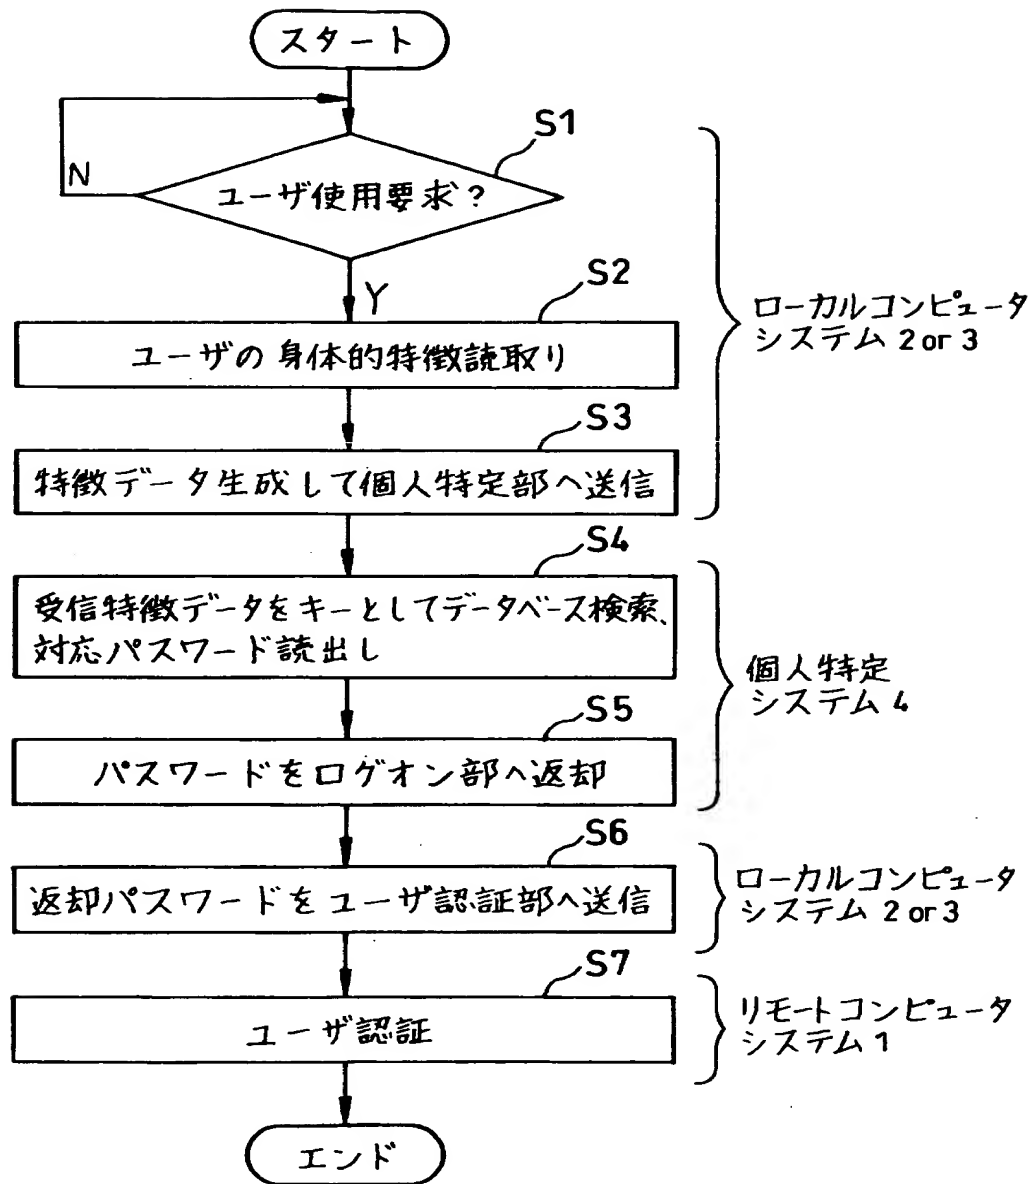 スタート
S1
N
ユーザ使用要求?
Y
S2
ユーザの身体的特徴読取り
S3
特徴データ生成して個人特定部へ送信
ローカルコンピュータ
システム 2 or 3
S4
受信特徴データをキーとしてデータベース検索、
対応パスワード読出し
S5
パスワードをログオン部へ返却
個人特定
システム 4
S6
返却パスワードをユーザ認証部へ送信
ローカルコンピュータ
システム 2 or 3
S7
ユーザ認証
リモートコンピュータ
システム 1
エンド